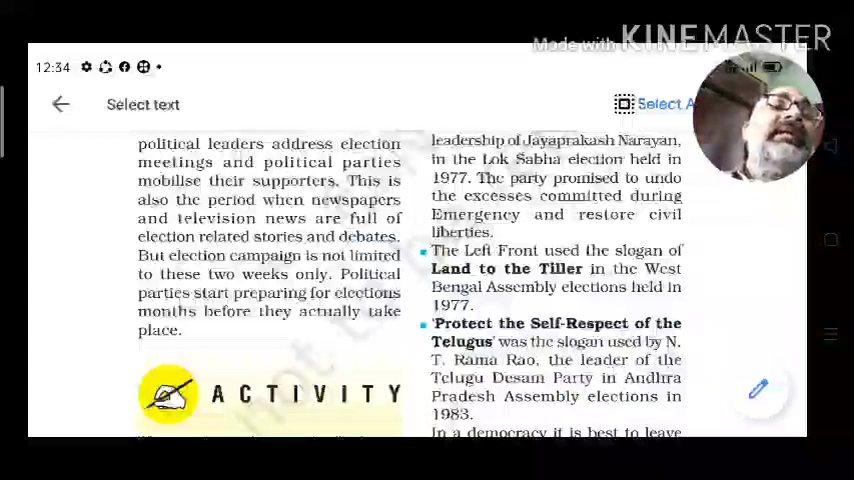 Made with KINEMASTER
12:34
Select text
Select A
political leaders address election
meetings and political parties
mobilise their supporters. This is
also the period when newspapers
and television news are full of
election related stories and debates.
But election campaign is not limited
to these two weeks only. Political
parties start preparing for elections
months before they actually take
place.
ACTIVITY
leadership of Jayaprakash Narayan,
in the Lok Sabha election held in
1977. The party promised to undo
the excesses committed during
Emergency and restore civil
liberties.
The Left Front used the slogan of
Land to the Tiller in the West
Bengal Assembly elections held in
1977.
'Protect the Self-Respect of the
Telugus' was the slogan used by N.
T. Rama Rao, the leader of the
Telugu Desam Party in Andhra
Pradesh Assembly elections in
1983.
In a democracy it is best to leave